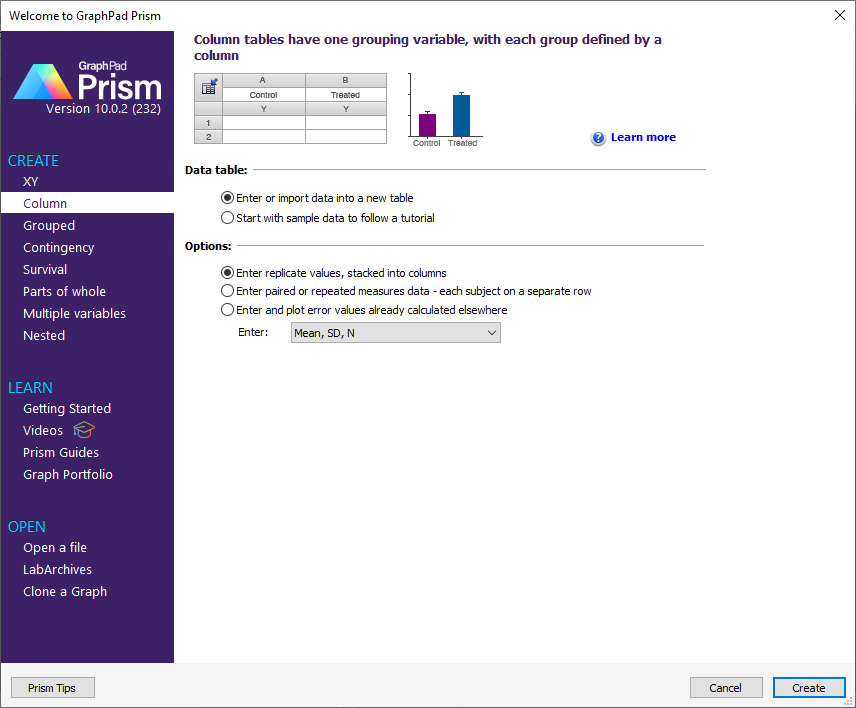 Welcome to GraphPad Prism
GraphPad
Prism
Version 10.0.2 (232)
CREATE
XY
Column
Grouped
Contingency
Survival
Parts of whole
Multiple variables
Nested
LEARN
Getting Started
Videos
Prism Guides
Graph Portfolio
OPEN
Open a file
LabArchives
Clone a Graph
Column tables have one grouping variable, with each group defined by a
column
A B
Control Treated
Y Y
1
2
Control Treated
? Learn more
Data table:
Enter or import data into a new table
Start with sample data to follow a tutorial
Options:
Enter replicate values, stacked into columns
Enter paired or repeated measures data - each subject on a separate row
Enter and plot error values already calculated elsewhere
Enter: Mean, SD, N
Prism Tips Cancel Create